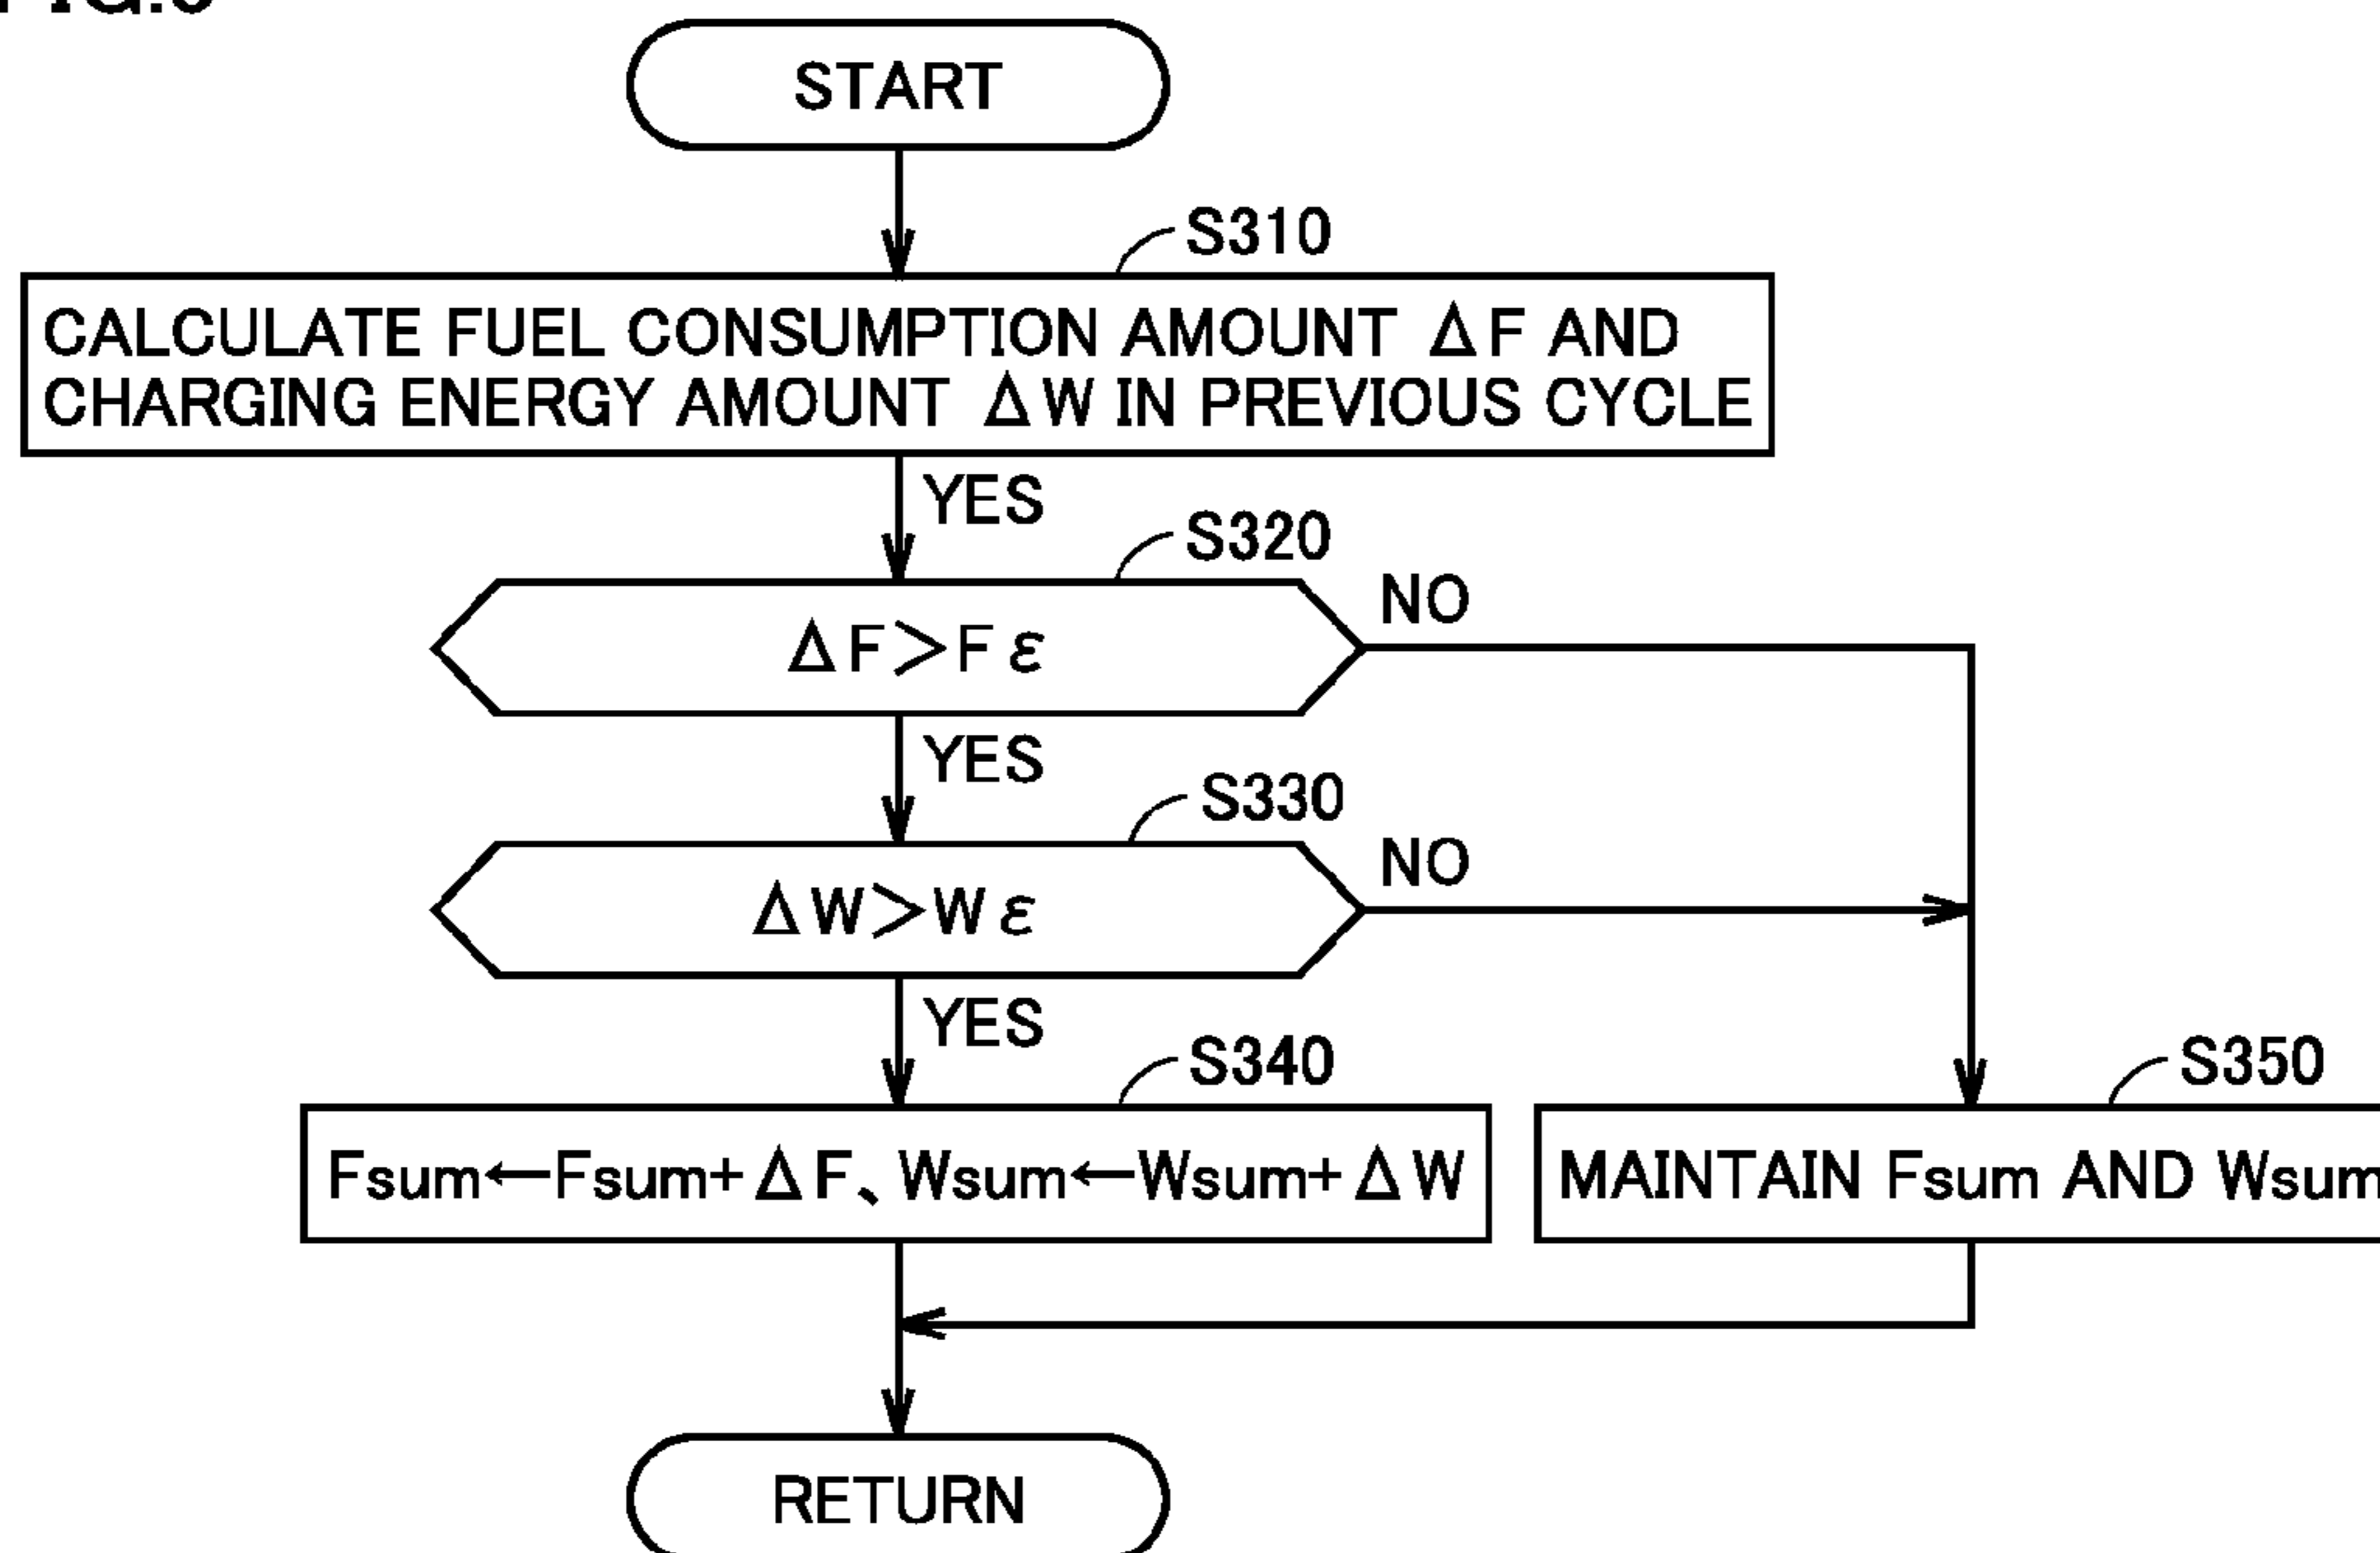 START
S310
CALCULATE FUEL CONSUMPTION AMOUNT ΔF AND
CHARGING ENERGY AMOUNT ΔW IN PREVIOUS CYCLE
YES
S320
ΔF>Fε
NO
YES
S330
ΔW>Wε
NO
YES
S340
Fsum←Fsum+ΔF、Wsum←Wsum+ΔW
S350
MAINTAIN Fsum AND Wsum
RETURN